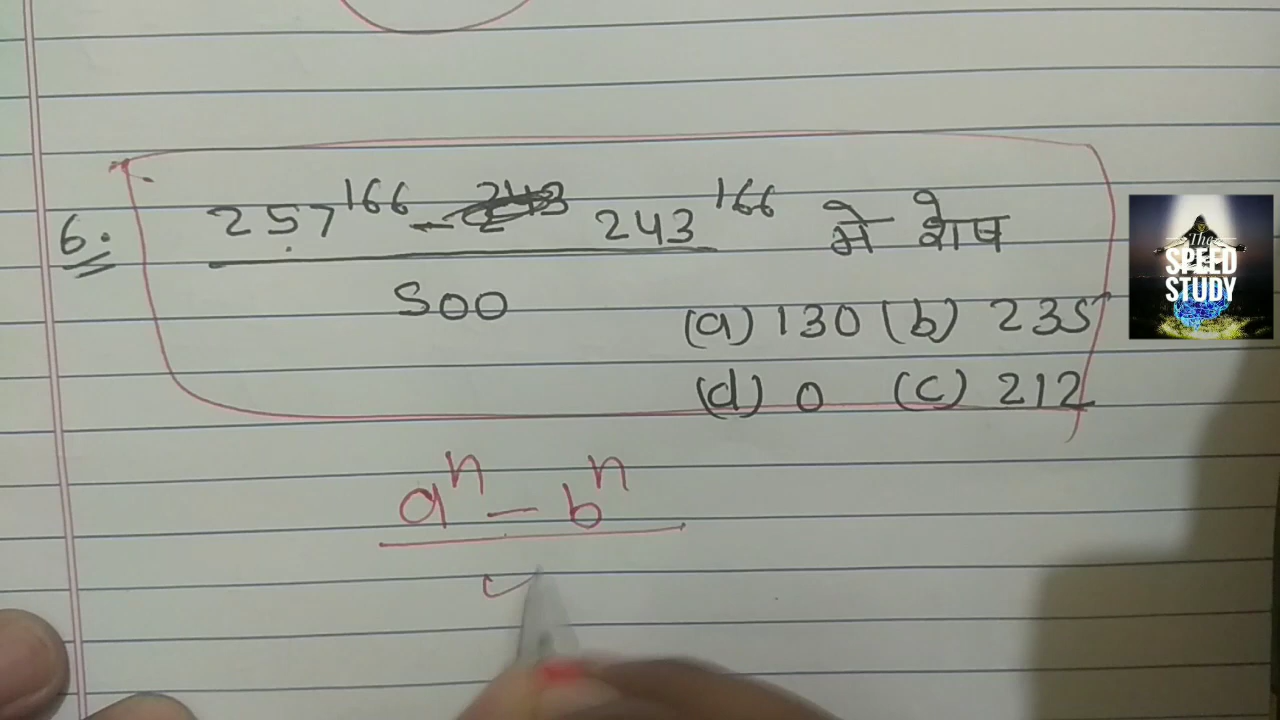 6. 257^166 - 243^166 मे शेष
500
(a) 130 (b) 235
(d) 0 (c) 212
a^n - b^n
The
SPEED
STUDY